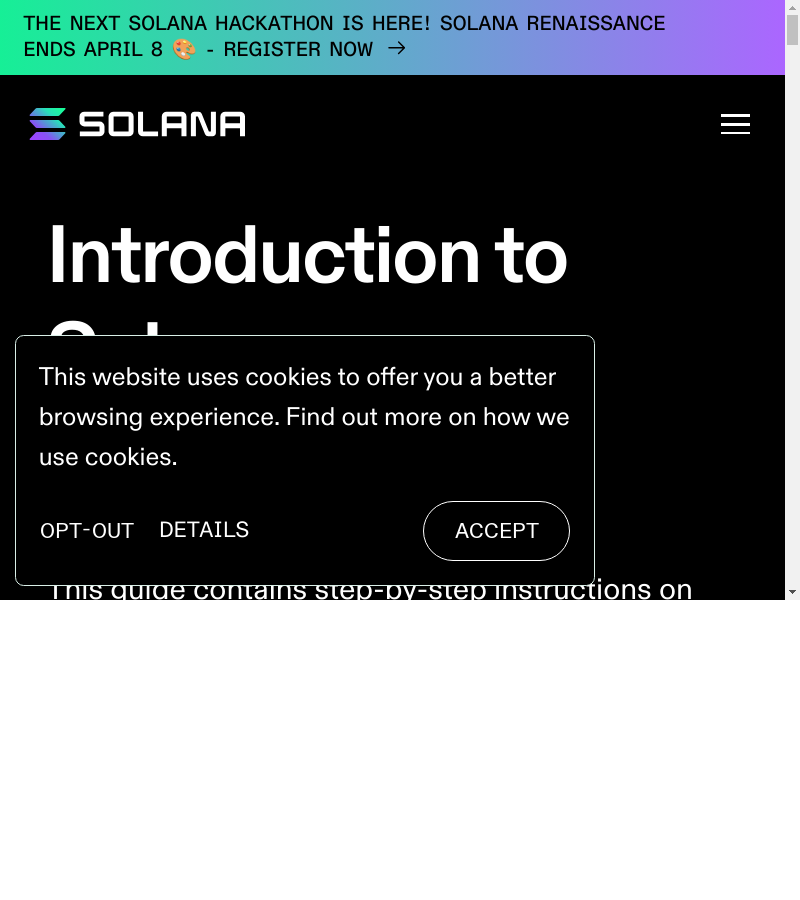 THE NEXT SOLANA HACKATHON IS HERE! SOLANA RENAISSANCE
ENDS APRIL 8 🎨 - REGISTER NOW →
SOLANA
Introduction to
This website uses cookies to offer you a better
browsing experience. Find out more on how we
use cookies.
OPT-OUT DETAILS ACCEPT
This guide contains step-by-step instructions on